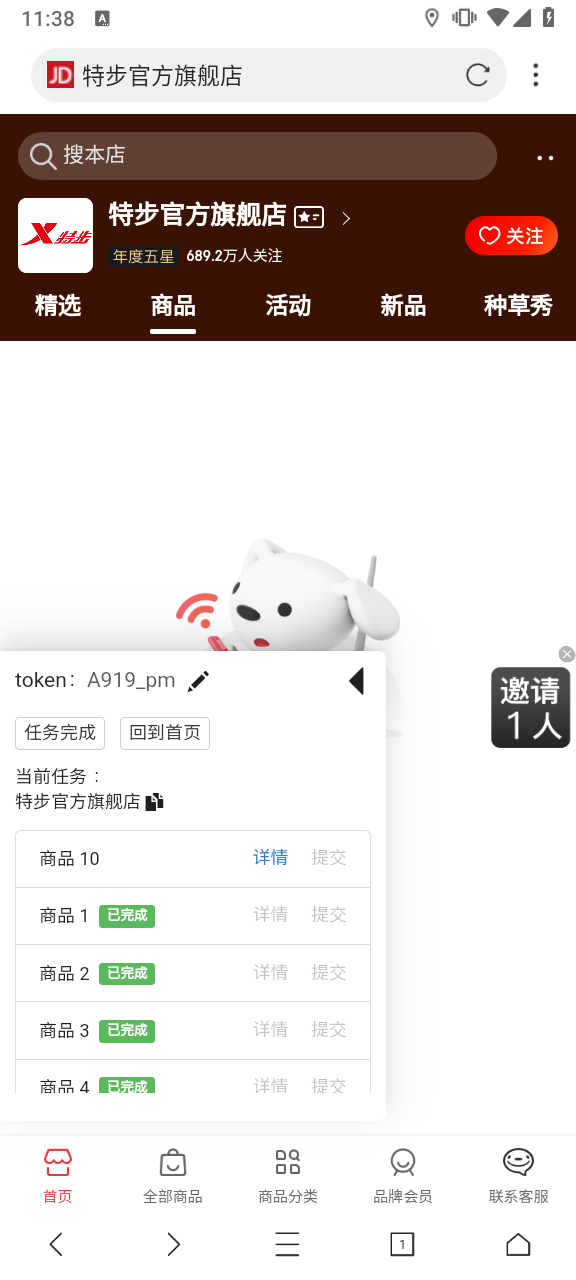 11:38
A
JD 特步官方旗舰店
搜本店
X 特步
特步官方旗舰店
年度五星 689.2万人关注
关注
精选 商品 活动 新品 种草秀
token: A919_pm
任务完成 回到首页
当前任务：
特步官方旗舰店
商品 10 详情 提交
商品 1 已完成 详情 提交
商品 2 已完成 详情 提交
商品 3 已完成 详情 提交
商品 4 已完成 详情 提交
邀请
1人
首页 全部商品 商品分类 品牌会员 联系客服
1